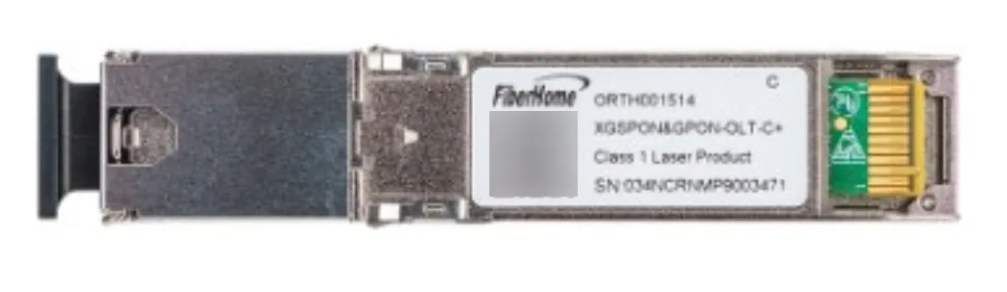 C
FiberHome ORTH001514
XGSPON&GPON-OLT-C+
Class 1 Laser Product
SN:034NCRNMP9003471